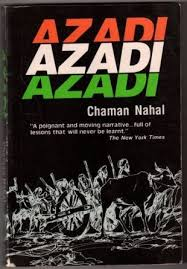 AZADI
AZADI
AZADI
Chaman Nahal
"A poignant and moving narrative...full of
lessons that will never be learnt."
The New York Times